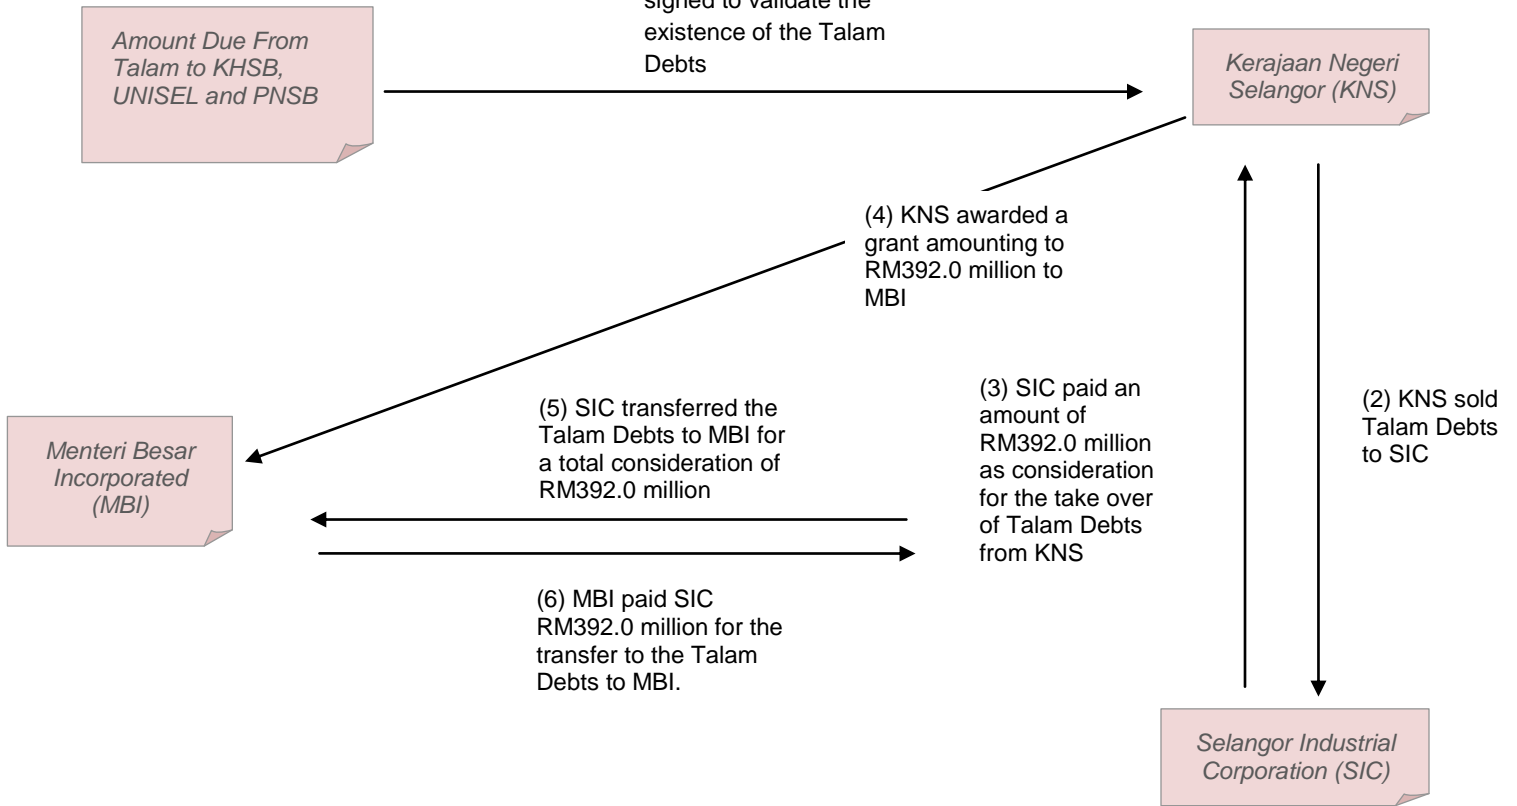 signed to validate the
existence of the Talam
Debts
Amount Due From
Talam to KHSB,
UNISEL and PNSB
Kerajaan Negeri
Selangor (KNS)
(4) KNS awarded a
grant amounting to
RM392.0 million to
MBI
(3) SIC paid an
amount of
RM392.0 million
as consideration
for the take over
of Talam Debts
from KNS
(2) KNS sold
Talam Debts
to SIC
(5) SIC transferred the
Talam Debts to MBI for
a total consideration of
RM392.0 million
Menteri Besar
Incorporated
(MBI)
(6) MBI paid SIC
RM392.0 million for the
transfer to the Talam
Debts to MBI.
Selangor Industrial
Corporation (SIC)